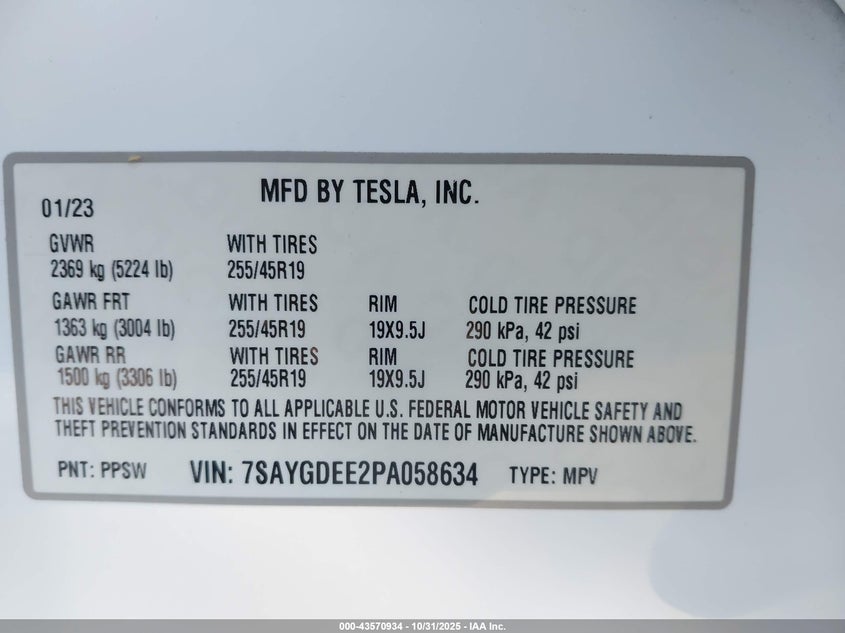 MFD BY TESLA, INC.
01/23
GVWR WITH TIRES
2369 kg (5224 lb) 255/45R19
GAWR FRT WITH TIRES RIM COLD TIRE PRESSURE
1363 kg (3004 lb) 255/45R19 19X9.5J 290 kPa, 42 psi
GAWR RR WITH TIRES RIM COLD TIRE PRESSURE
1500 kg (3306 lb) 255/45R19 19X9.5J 290 kPa, 42 psi
THIS VEHICLE CONFORMS TO ALL APPLICABLE U.S. FEDERAL MOTOR VEHICLE SAFETY AND
THEFT PREVENTION STANDARDS IN EFFECT ON THE DATE OF MANUFACTURE SHOWN ABOVE.
PNT: PPSW VIN: 7SAYGDEE2PA058634 TYPE: MPV
000-43570934 - 10/31/2025 - IAA Inc.